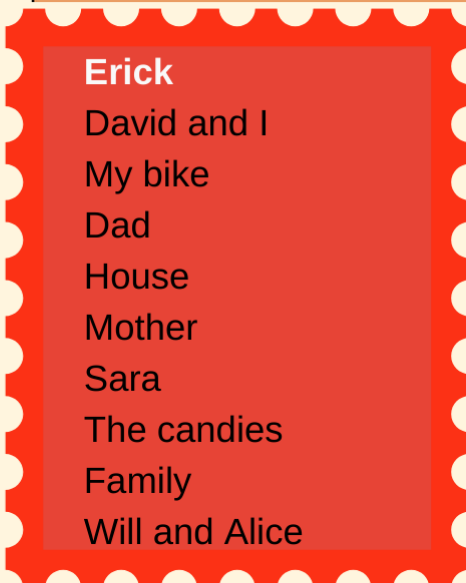 Erick
David and I
My bike
Dad
House
Mother
Sara
The candies
Family
Will and Alice